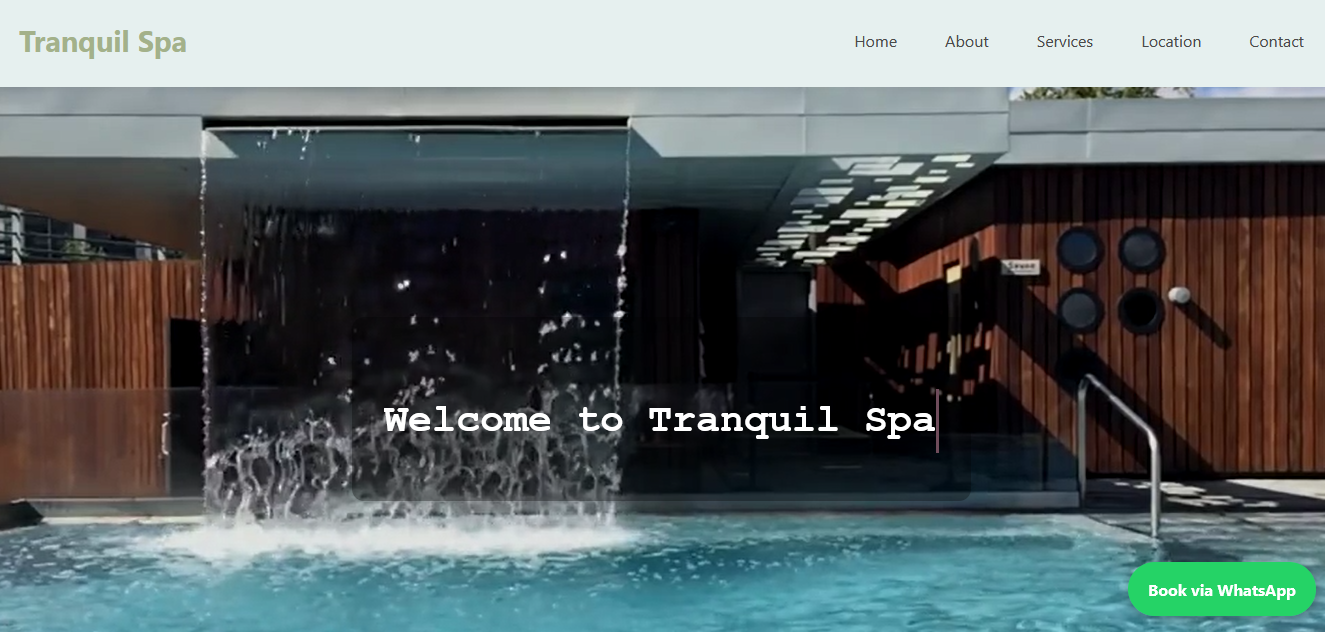 Tranquil Spa
Home About Services Location Contact
Sauna
Welcome to Tranquil Spa
Book via WhatsApp